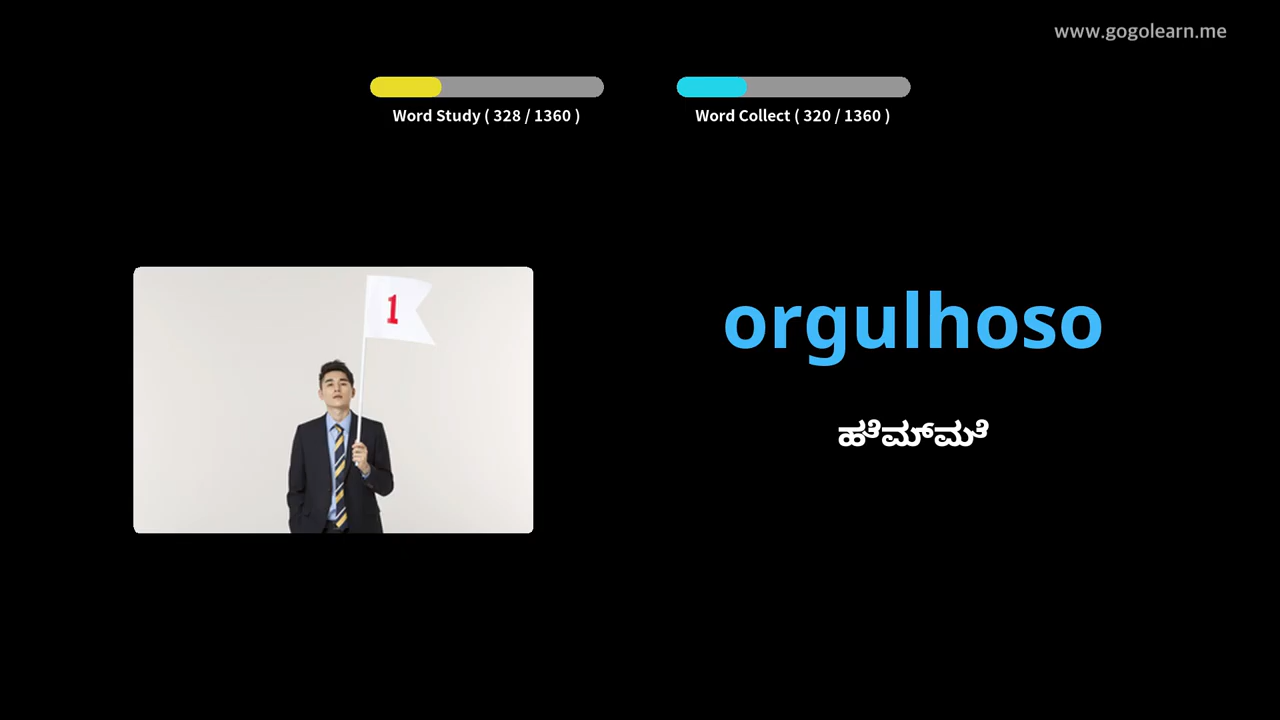 www.gogolearn.me
Word Study ( 328 / 1360 )
Word Collect ( 320 / 1360 )
1
orgulhoso
ಹೆಮ್ಮೆ